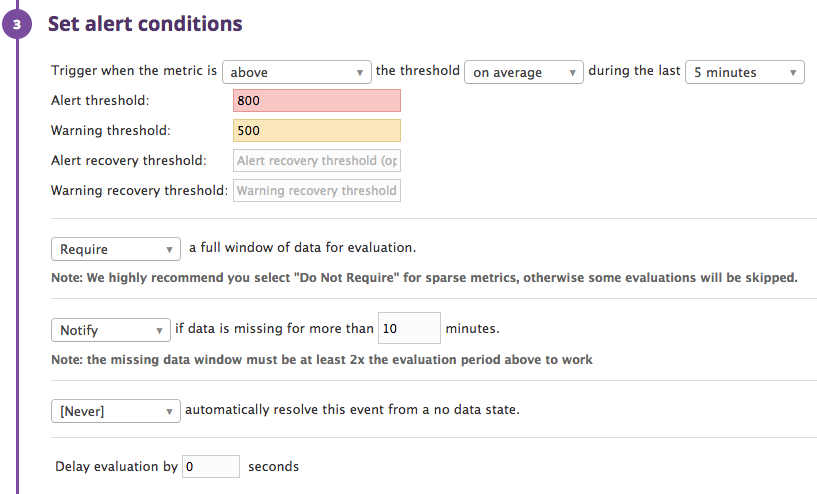 3 Set alert conditions
Trigger when the metric is above the threshold on average during the last 5 minutes
Alert threshold: 800
Warning threshold: 500
Alert recovery threshold: Alert recovery threshold (op
Warning recovery threshold: Warning recovery threshold
Require a full window of data for evaluation.
Note: We highly recommend you select "Do Not Require" for sparse metrics, otherwise some evaluations will be skipped.
Notify if data is missing for more than 10 minutes.
Note: the missing data window must be at least 2x the evaluation period above to work
[Never] automatically resolve this event from a no data state.
Delay evaluation by 0 seconds